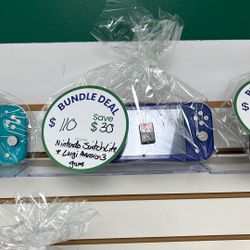 BUNDLE DEAL
$ 110
Save
$ 30
Nintendo Switch Lite
+ Luigi Mansion 3
game